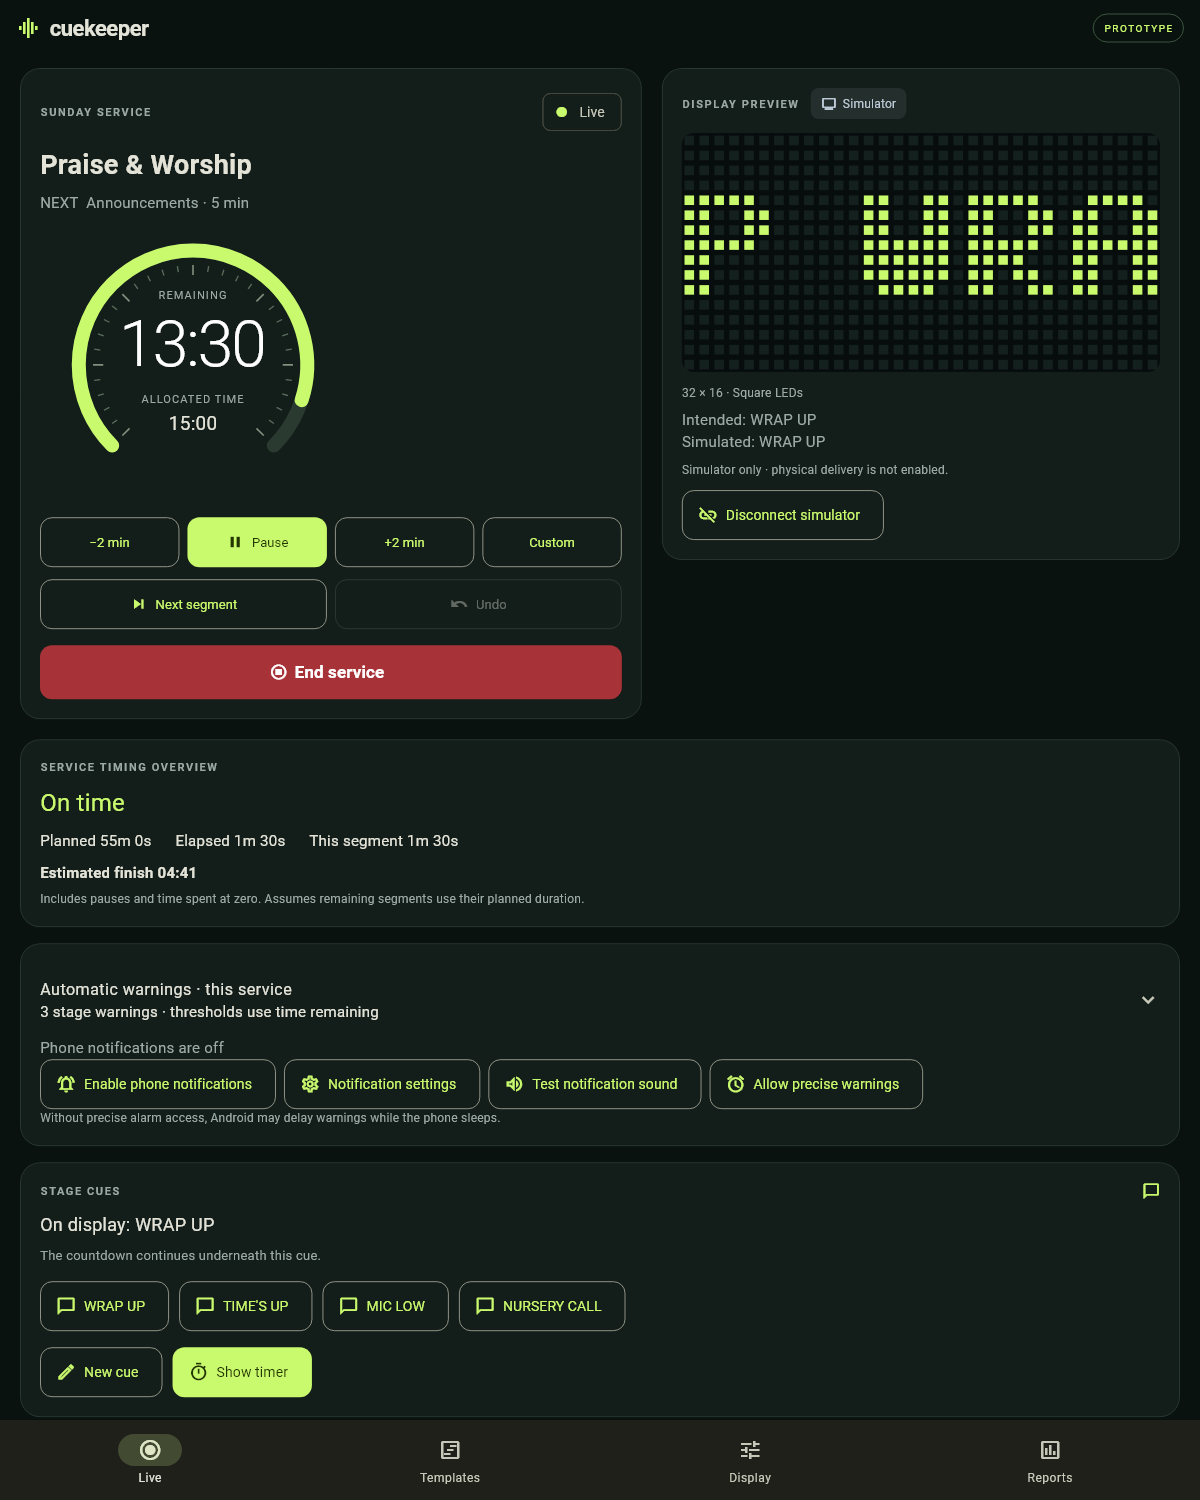 cuekeeper
PROTOTYPE
SUNDAY SERVICE
Live
Praise & Worship
NEXT Announcements · 5 min
REMAINING
13:30
ALLOCATED TIME
15:00
−2 min
Pause
+2 min
Custom
Next segment
Undo
End service
DISPLAY PREVIEW
Simulator
P WRA
32 × 16 · Square LEDs
Intended: WRAP UP
Simulated: WRAP UP
Simulator only · physical delivery is not enabled.
Disconnect simulator
SERVICE TIMING OVERVIEW
On time
Planned 55m 0s Elapsed 1m 30s This segment 1m 30s
Estimated finish 04:41
Includes pauses and time spent at zero. Assumes remaining segments use their planned duration.
Automatic warnings · this service
3 stage warnings · thresholds use time remaining
Phone notifications are off
Enable phone notifications
Notification settings
Test notification sound
Allow precise warnings
Without precise alarm access, Android may delay warnings while the phone sleeps.
STAGE CUES
On display: WRAP UP
The countdown continues underneath this cue.
WRAP UP
TIME'S UP
MIC LOW
NURSERY CALL
New cue
Show timer
Live
Templates
Display
Reports